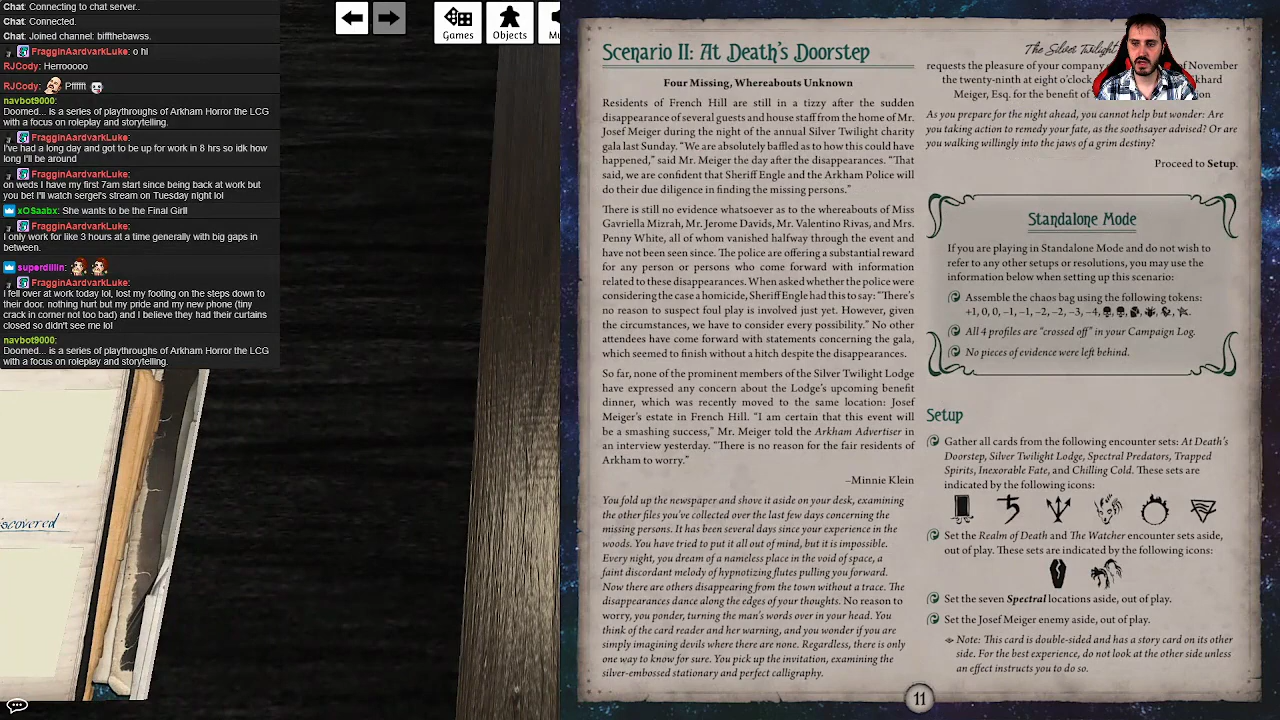 Chat: Connecting to chat server..
Chat: Connected.
Chat: Joined channel: biffthebawss.
FragginAardvarkLuke: o hi
RJCody: Herrooooo
RJCody: Pffffft
navbot9000:
Doomed... is a series of playthroughs of Arkham Horror the LCG
with a focus on roleplay and storytelling.
FragginAardvarkLuke:
I've had a long day and got to be up for work in 8 hrs so idk how
long I'll be around
FragginAardvarkLuke:
on weds I have my first 7am start since being back at work but
you bet I'll watch sergei's stream on Tuesday night lol
xOSaabx: She wants to be the Final Girll
FragginAardvarkLuke:
I only work for like 3 hours at a time generally with big gaps in
between.
superdillin:
FragginAardvarkLuke:
I fell over at work today lol, lost my footing on the steps down to
their door. nothing hurt but my pride and my new phone (tiny
crack in corner not too bad) and I believe they had their curtains
closed so didn't see me lol
navbot9000:
Doomed... is a series of playthroughs of Arkham Horror the LCG
with a focus on roleplay and storytelling.
scovered
Games
Objects
Mu
Scenario II: At Death's Doorstep
Four Missing, Whereabouts Unknown
Residents of French Hill are still in a tizzy after the sudden
disappearance of several guests and house staff from the home of Mr.
Josef Meiger during the night of the annual Silver Twilight charity
gala last Sunday. “We are absolutely baffled as to how this could have
happened,” said Mr. Meiger the day after the disappearances. “That
said, we are confident that Sheriff Engle and the Arkham Police will
do their due diligence in finding the missing persons.”
There is still no evidence whatsoever as to the whereabouts of Miss
Gavriella Mizrah, Mr. Jerome Davids, Mr. Valentino Rivas, and Mrs.
Penny White, all of whom vanished halfway through the event and
have not been seen since. The police are offering a substantial reward
for any person or persons who come forward with information
related to these disappearances. When asked whether the police were
considering the case a homicide, Sheriff Engle had this to say: “There's
no reason to suspect foul play is involved just yet. However, given
the circumstances, we have to consider every possibility.” No other
attendees have come forward with statements concerning the gala,
which seemed to finish without a hitch despite the disappearances.
So far, none of the prominent members of the Silver Twilight Lodge
have expressed any concern about the Lodge's upcoming benefit
dinner, which was recently moved to the same location: Josef
Meiger's estate in French Hill. “I am certain that this event will
be a smashing success,” Mr. Meiger told the Arkham Advertiser in
an interview yesterday. “There is no reason for the fair residents of
Arkham to worry.”
–Minnie Klein
You fold up the newspaper and shove it aside on your desk, examining
the other files you've collected over the last few days concerning the
missing persons. It has been several days since your experience in the
woods. You have tried to put it all out of mind, but it is impossible.
Every night, you dream of a nameless place in the void of space, a
faint discordant melody of hypnotizing flutes pulling you forward.
Now there are others disappearing from the town without a trace. The
disappearances dance along the edges of your thoughts. No reason to
worry, you ponder, turning the man's words over in your head. You
think of the card reader and her warning, and you wonder if you are
simply imagining devils where there are none. Regardless, there is only
one way to know for sure. You pick up the invitation, examining the
silver-embossed stationary and perfect calligraphy.
The Silver Twilight
requests the pleasure of your company of November
the twenty-ninth at eight o'clock
Meiger, Esq. for the benefit of
As you prepare for the night ahead, you cannot help but wonder: Are
you taking action to remedy your fate, as the soothsayer advised? Or are
you walking willingly into the jaws of a grim destiny?
Proceed to Setup.
Standalone Mode
If you are playing in Standalone Mode and do not wish to
refer to any other setups or resolutions, you may use the
information below when setting up this scenario:
Assemble the chaos bag using the following tokens:
+1, 0, 0, –1, –1, –2, –2, –3, –4,
All 4 profiles are “crossed off” in your Campaign Log.
No pieces of evidence were left behind.
Setup
Gather all cards from the following encounter sets: At Death's
Doorstep, Silver Twilight Lodge, Spectral Predators, Trapped
Spirits, Inexorable Fate, and Chilling Cold. These sets are
indicated by the following icons:
Set the Realm of Death and The Watcher encounter sets aside,
out of play. These sets are indicated by the following icons:
Set the seven Spectral locations aside, out of play.
Set the Josef Meiger enemy aside, out of play.
Note: This card is double-sided and has a story card on its other
side. For the best experience, do not look at the other side unless
an effect instructs you to do so.
11